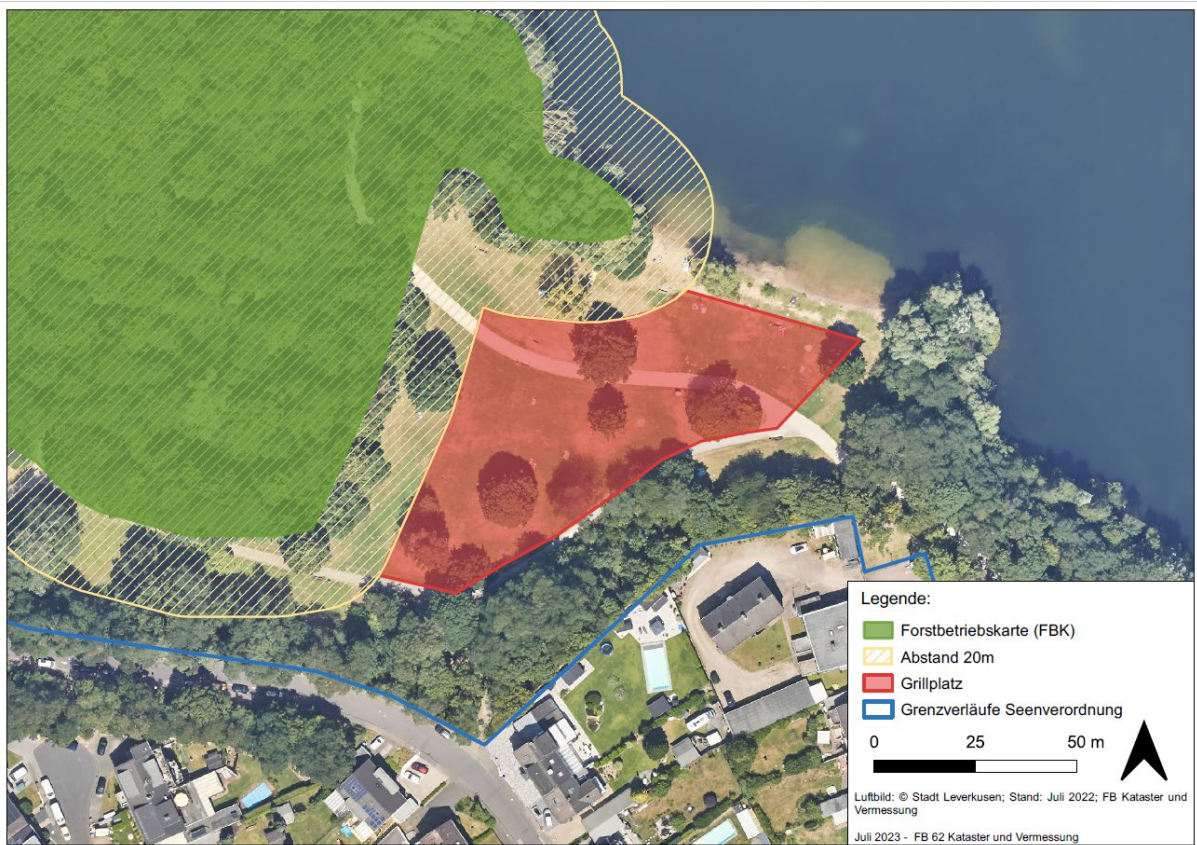 Legende:
Forstbetriebskarte (FBK)
Abstand 20m
Grillplatz
Grenzverläufe Seenverordnung
0 25 50 m
Luftbild: © Stadt Leverkusen; Stand: Juli 2022; FB Kataster und
Vermessung
Juli 2023 - FB 62 Kataster und Vermessung